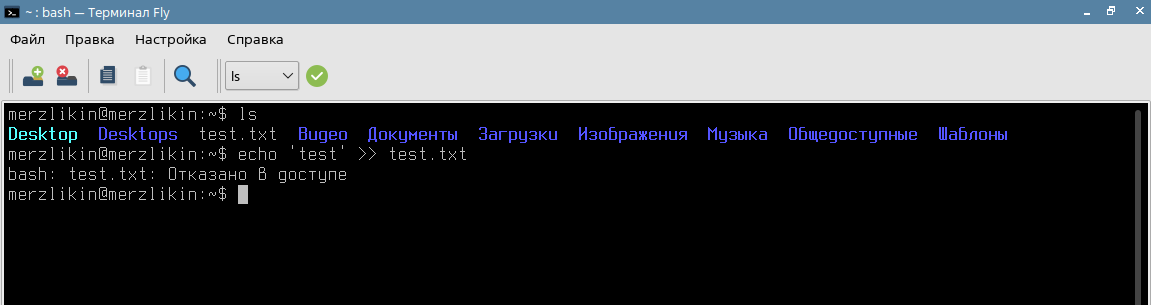 ~ : bash — Терминал Fly
Файл Правка Настройка Справка
ls
merzlikin@merzlikin:~$ ls
Desktop Desktops test.txt Видео Документы Загрузки Изображения Музыка Общедоступные Шаблоны
merzlikin@merzlikin:~$ echo 'test' >> test.txt
bash: test.txt: Отказано в доступе
merzlikin@merzlikin:~$